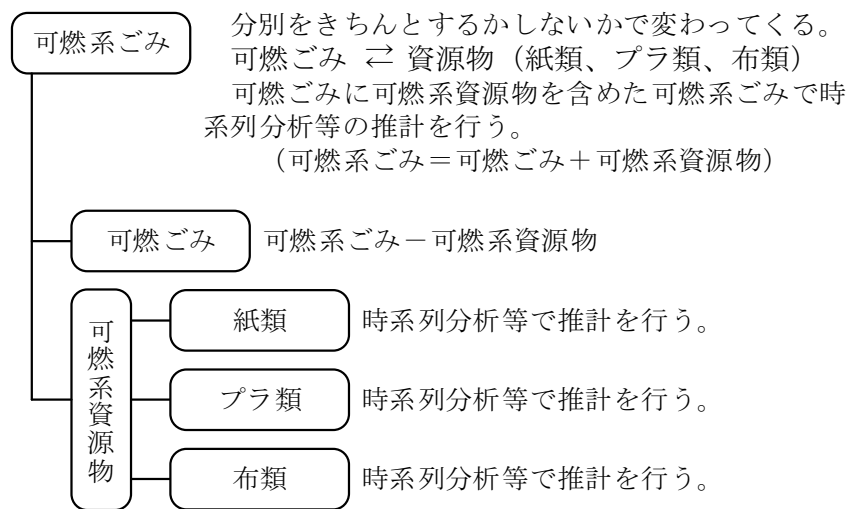 可燃系ごみ
分別をきちんとするかしないかで変わってくる。
可燃ごみ ⇄ 資源物（紙類、プラ類、布類）
可燃ごみに可燃系資源物を含めた可燃系ごみで時
系列分析等の推計を行う。
（可燃系ごみ＝可燃ごみ＋可燃系資源物）
可燃ごみ
可燃系ごみ－可燃系資源物
可燃系資源物
紙類
時系列分析等で推計を行う。
プラ類
時系列分析等で推計を行う。
布類
時系列分析等で推計を行う。